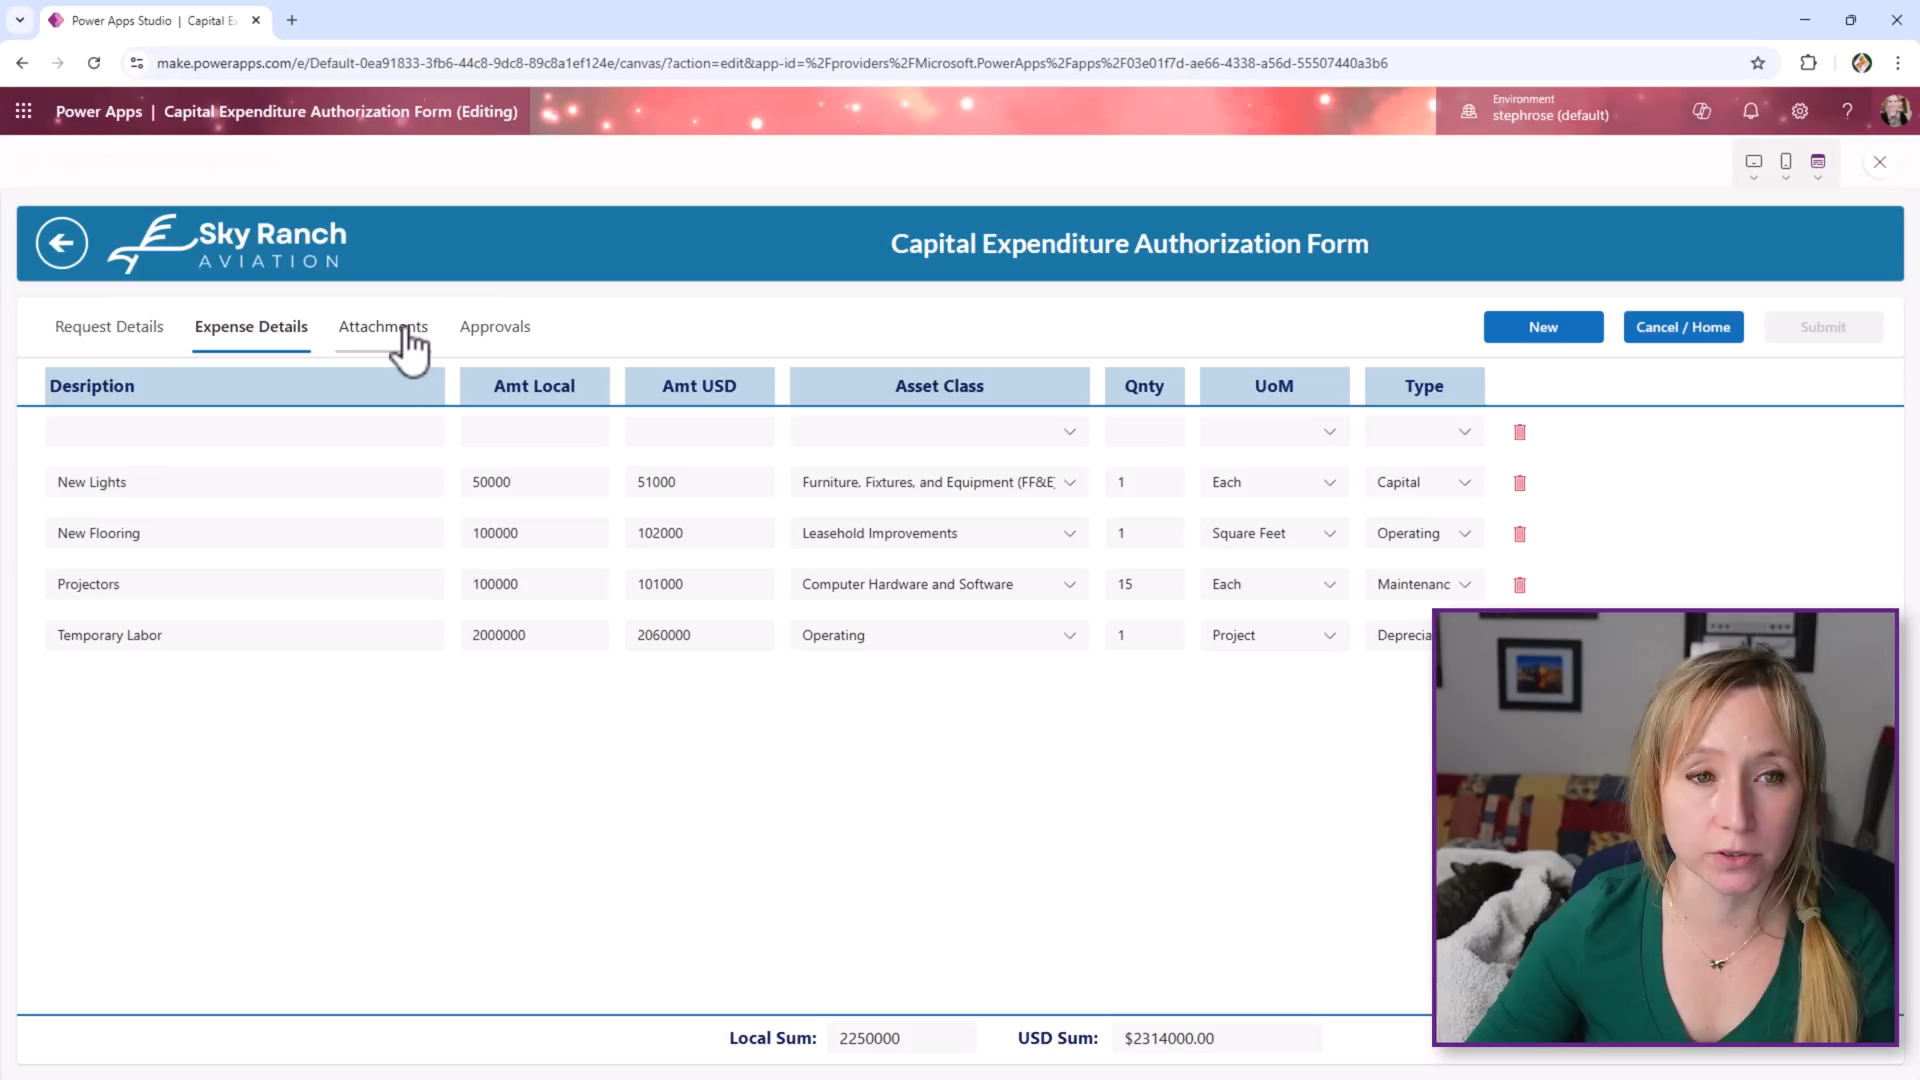 Power Apps Studio | Capital E
make.powerapps.com/e/Default-0ea91833-3fb6-44c8-9dc8-89c8a1ef124e/canvas/?action=edit&app-id=%2Fproviders%2FMicrosoft.PowerApps%2Fapps%2F03e01f7d-ae66-4338-a56d-55507440a3b6
Power Apps | Capital Expenditure Authorization Form (Editing)
Environment
stephrose (default)
Sky Ranch
AVIATION
Capital Expenditure Authorization Form
Request Details Expense Details Attachments Approvals New Cancel / Home Submit
Desription Amt Local Amt USD Asset Class Qnty UoM Type
New Lights 50000 51000 Furniture, Fixtures, and Equipment (FF&E) 1 Each Capital
New Flooring 100000 102000 Leasehold Improvements 1 Square Feet Operating
Projectors 100000 101000 Computer Hardware and Software 15 Each Maintenanc
Temporary Labor 2000000 2060000 Operating 1 Project Deprecia
Local Sum: 2250000 USD Sum: $2314000.00